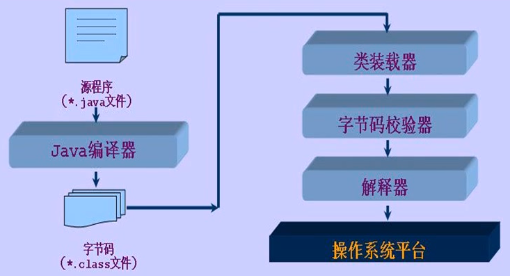 源程序
（*.java文件）
Java编译器
字节码
（*.class文件）
类装载器
字节码校验器
解释器
操作系统平台